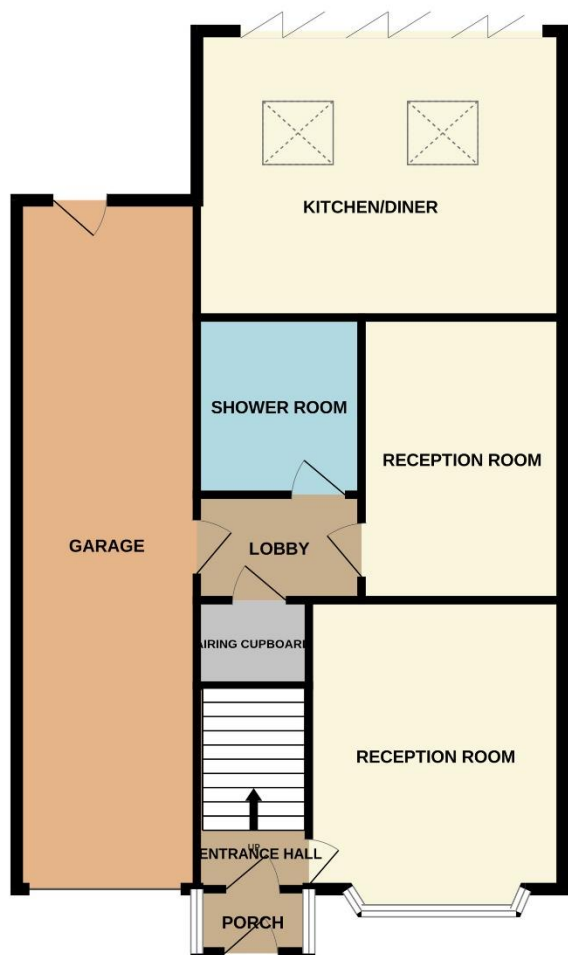 KITCHEN/DINER
SHOWER ROOM
RECEPTION ROOM
GARAGE
LOBBY
AIRING CUPBOARD
RECEPTION ROOM
UP
ENTRANCE HALL
PORCH